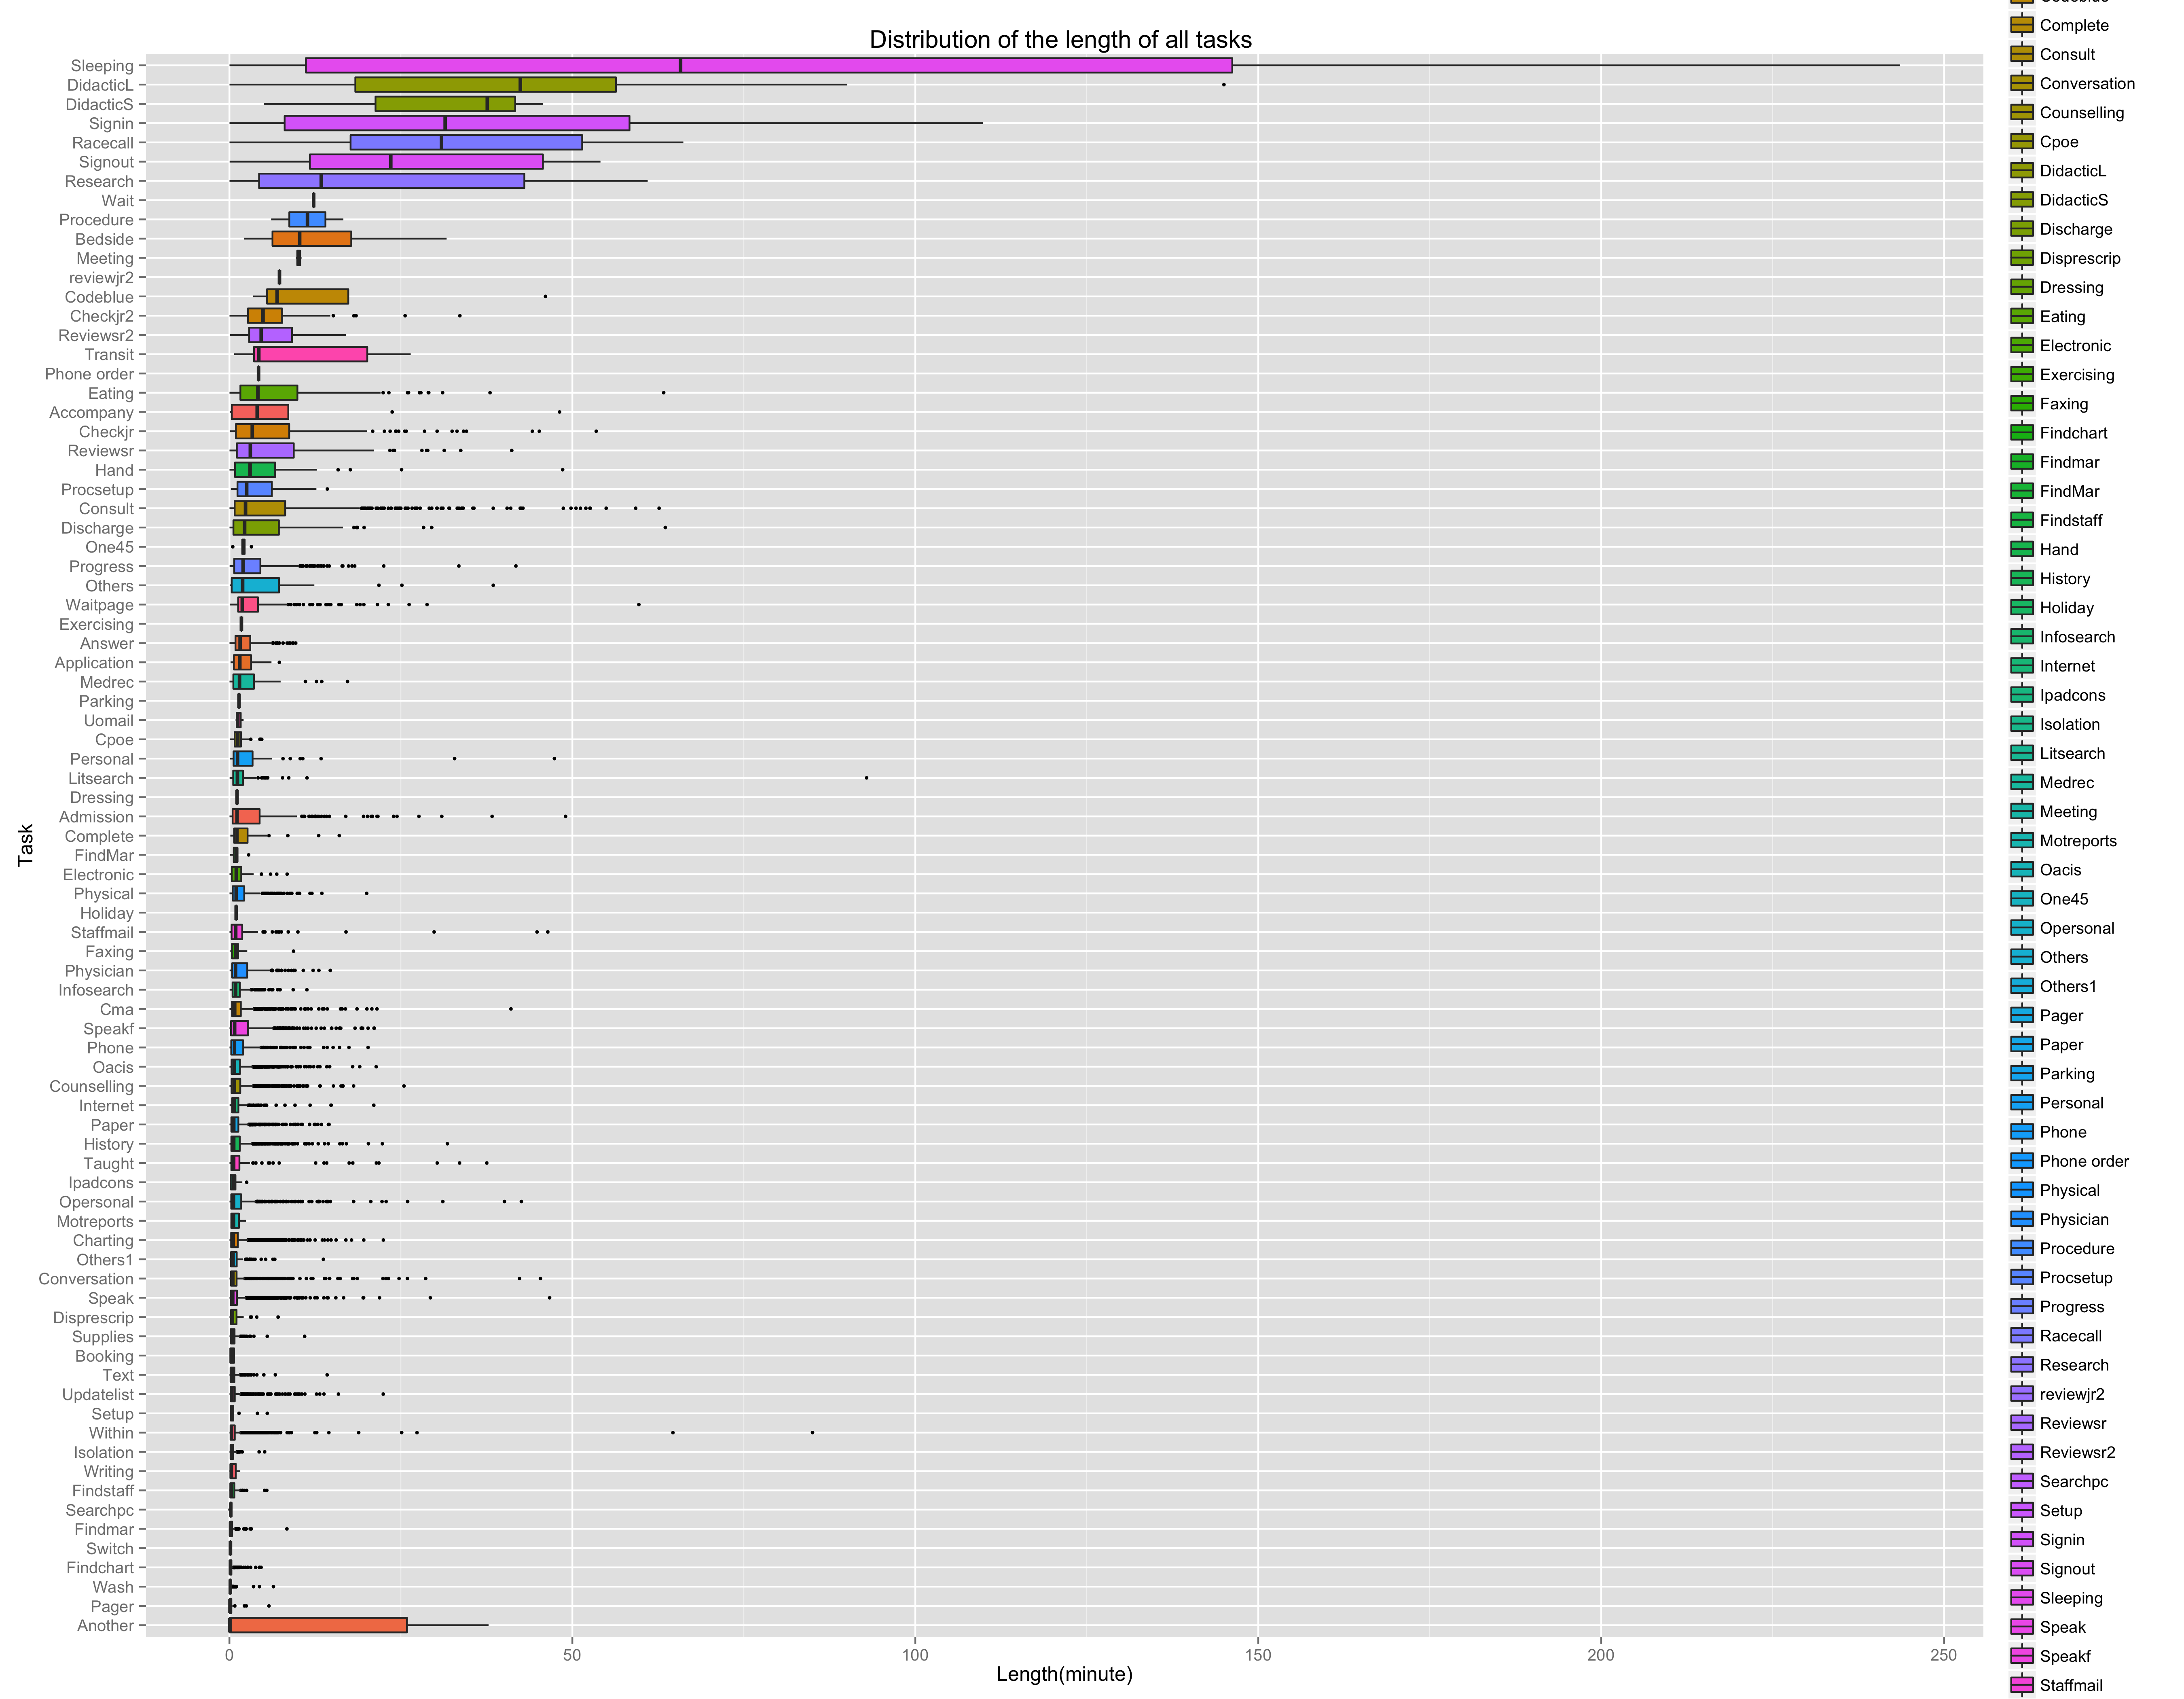 Distribution of the length of all tasks
Task
Sleeping
DidacticL
DidacticS
Signin
Racecall
Signout
Research
Wait
Procedure
Bedside
Meeting
reviewjr2
Codeblue
Checkjr2
Reviewsr2
Transit
Phone order
Eating
Accompany
Checkjr
Reviewsr
Hand
Procsetup
Consult
Discharge
One45
Progress
Others
Waitpage
Exercising
Answer
Application
Medrec
Parking
Uomail
Cpoe
Personal
Litsearch
Dressing
Admission
Complete
FindMar
Electronic
Physical
Holiday
Staffmail
Faxing
Physician
Infosearch
Cma
Speakf
Phone
Oacis
Counselling
Internet
Paper
History
Taught
Ipadcons
Opersonal
Motreports
Charting
Others1
Conversation
Speak
Disprescrip
Supplies
Booking
Text
Updatelist
Setup
Within
Isolation
Writing
Findstaff
Searchpc
Findmar
Switch
Findchart
Wash
Pager
Another
0 50 100 150 200 250
Length(minute)
Complete
Consult
Conversation
Counselling
Cpoe
DidacticL
DidacticS
Discharge
Disprescrip
Dressing
Eating
Electronic
Exercising
Faxing
Findchart
Findmar
FindMar
Findstaff
Hand
History
Holiday
Infosearch
Internet
Ipadcons
Isolation
Litsearch
Medrec
Meeting
Motreports
Oacis
One45
Opersonal
Others
Others1
Pager
Paper
Parking
Personal
Phone
Phone order
Physical
Physician
Procedure
Procsetup
Progress
Racecall
Research
reviewjr2
Reviewsr
Reviewsr2
Searchpc
Setup
Signin
Signout
Sleeping
Speak
Speakf
Staffmail